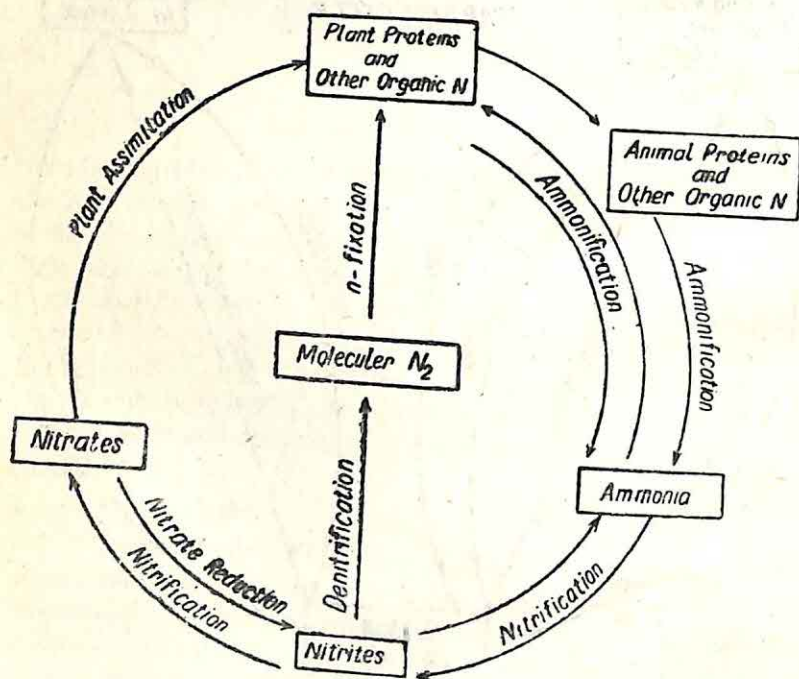 Plant Proteins
and
Other Organic N
Animal Proteins
and
Other Organic N
Plant Assimilation
n-fixation
Ammonification
Ammonification
Moleculer N₂
Nitrates
Ammonia
Nitrate Reduction
Nitrification
Denitrification
Nitrification
Nitrites